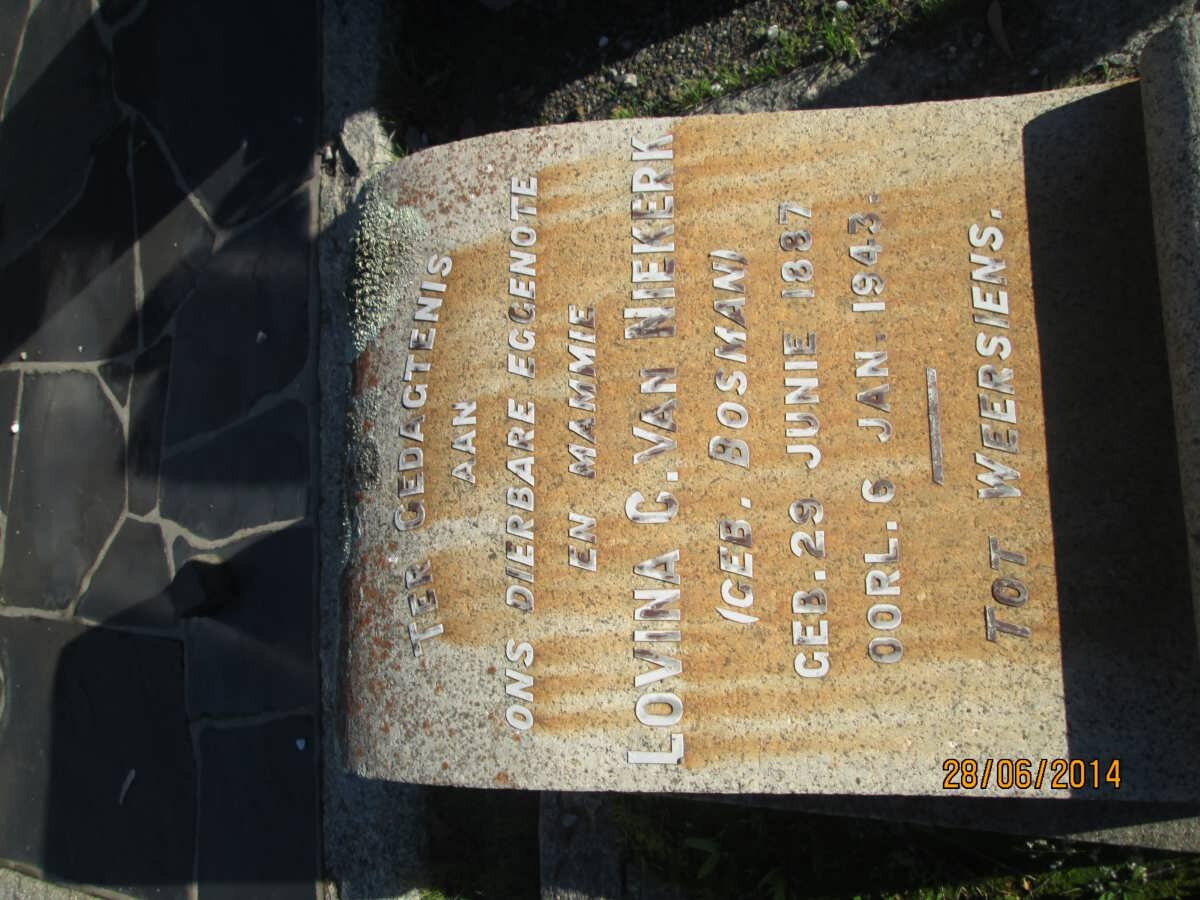 TER GEDAGTENIS
AAN
ONS DIERBARE EGGENOTE
EN MAMMIE
LOVINA C. VAN NIEKERK
(GEB. BOSMAN)
GEB. 29 JUNIE 1887
OORL. 6 JAN. 1943.
TOT WEERSIENS.
28/06/2014